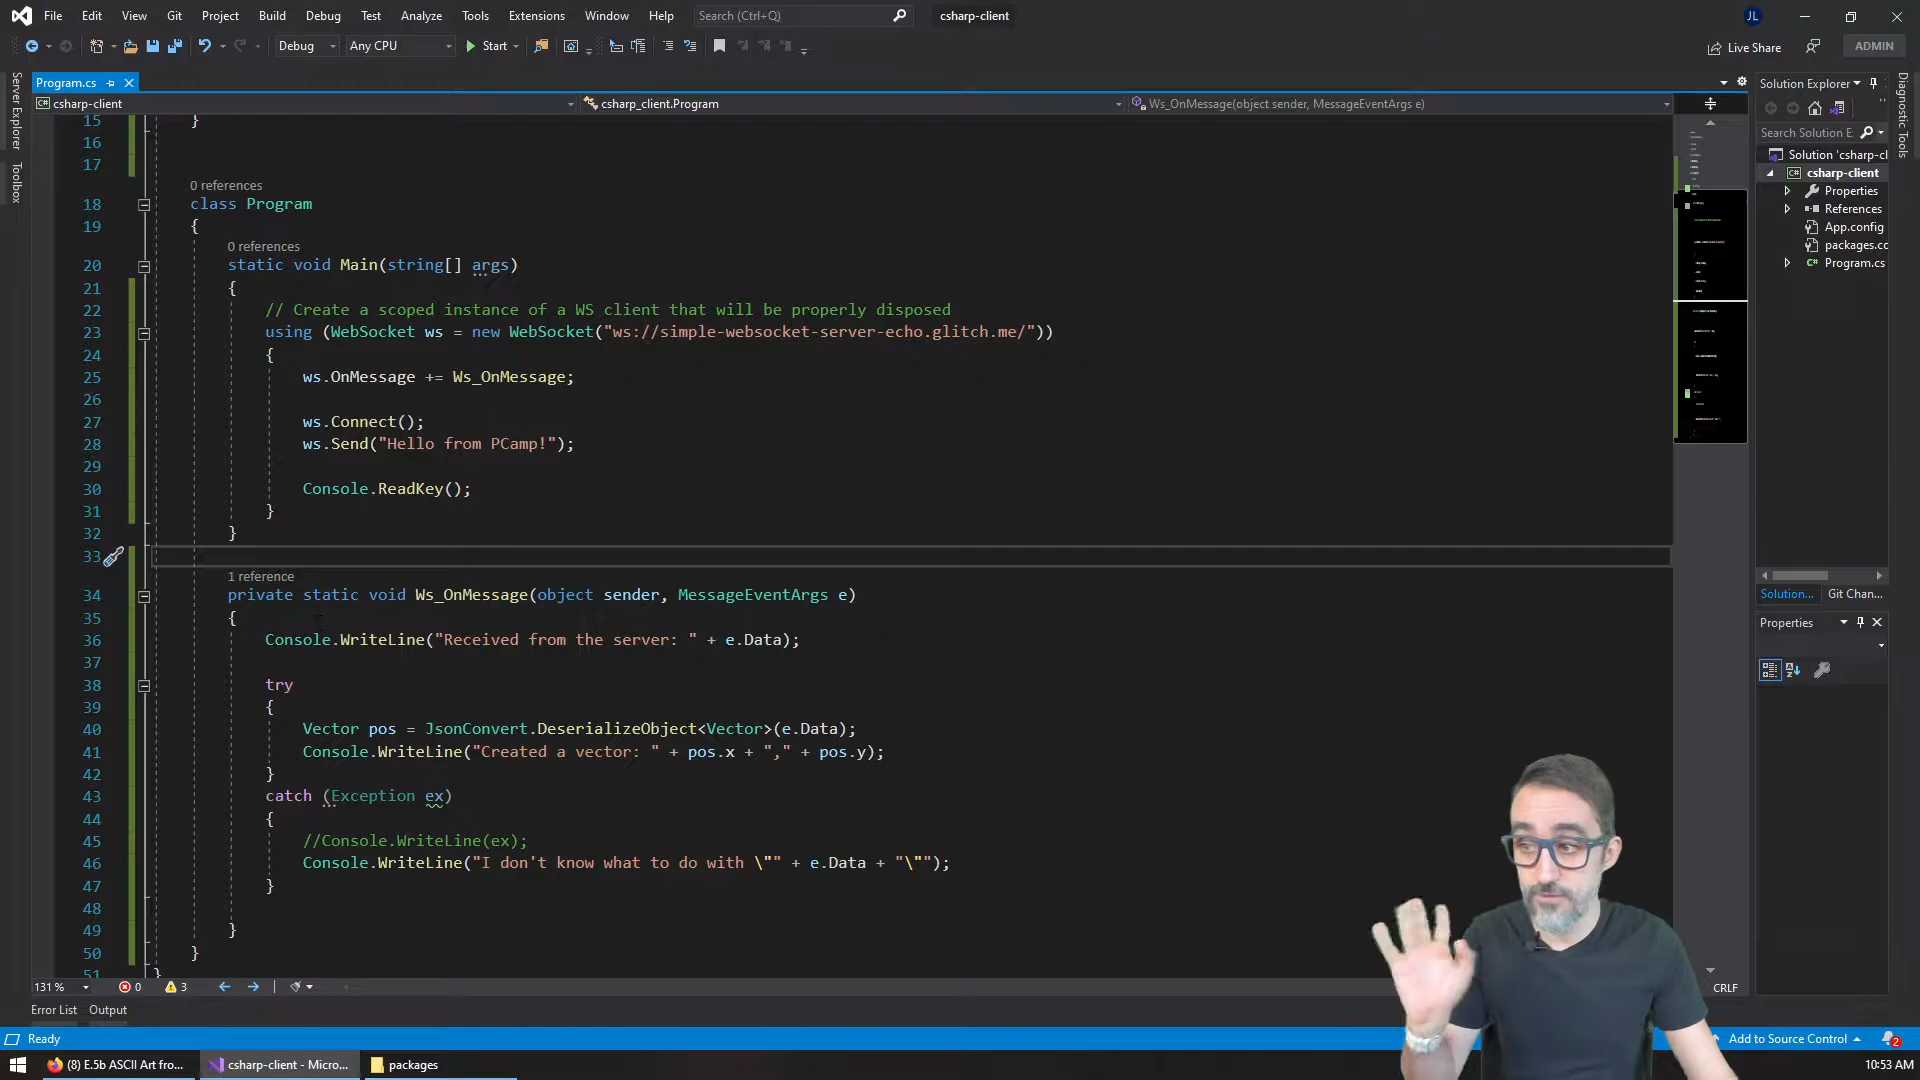 File Edit View Git Project Build Debug Test Analyze Tools Extensions Window Help Search (Ctrl+Q) csharp-client JL
Debug Any CPU Start Live Share ADMIN
Program.cs
csharp-client csharp_client.Program Ws_OnMessage(object sender, MessageEventArgs e)
Server Explorer
Toolbox
15 }
16
17
0 references
18 class Program
19 {
0 references
20 static void Main(string[] args)
21 {
22 // Create a scoped instance of a WS client that will be properly disposed
23 using (WebSocket ws = new WebSocket("ws://simple-websocket-server-echo.glitch.me/"))
24 {
25 ws.OnMessage += Ws_OnMessage;
26
27 ws.Connect();
28 ws.Send("Hello from PCamp!");
29
30 Console.ReadKey();
31 }
32 }
33
1 reference
34 private static void Ws_OnMessage(object sender, MessageEventArgs e)
35 {
36 Console.WriteLine("Received from the server: " + e.Data);
37
38 try
39 {
40 Vector pos = JsonConvert.DeserializeObject<Vector>(e.Data);
41 Console.WriteLine("Created a vector: " + pos.x + "," + pos.y);
42 }
43 catch (Exception ex)
44 {
45 //Console.WriteLine(ex);
46 Console.WriteLine("I don't know what to do with \"" + e.Data + "\"");
47 }
48
49 }
50 }
51 }
131 % 0 3 CRLF
Error List Output
Solution Explorer
Search Solution E
Solution 'csharp-cl
csharp-client
Properties
References
App.config
packages.co
Program.cs
Solution... Git Chan...
Properties
Diagnostic Tools
Ready Add to Source Control 2
(8) E.5b ASCII Art fro... csharp-client - Micro... packages 10:53 AM